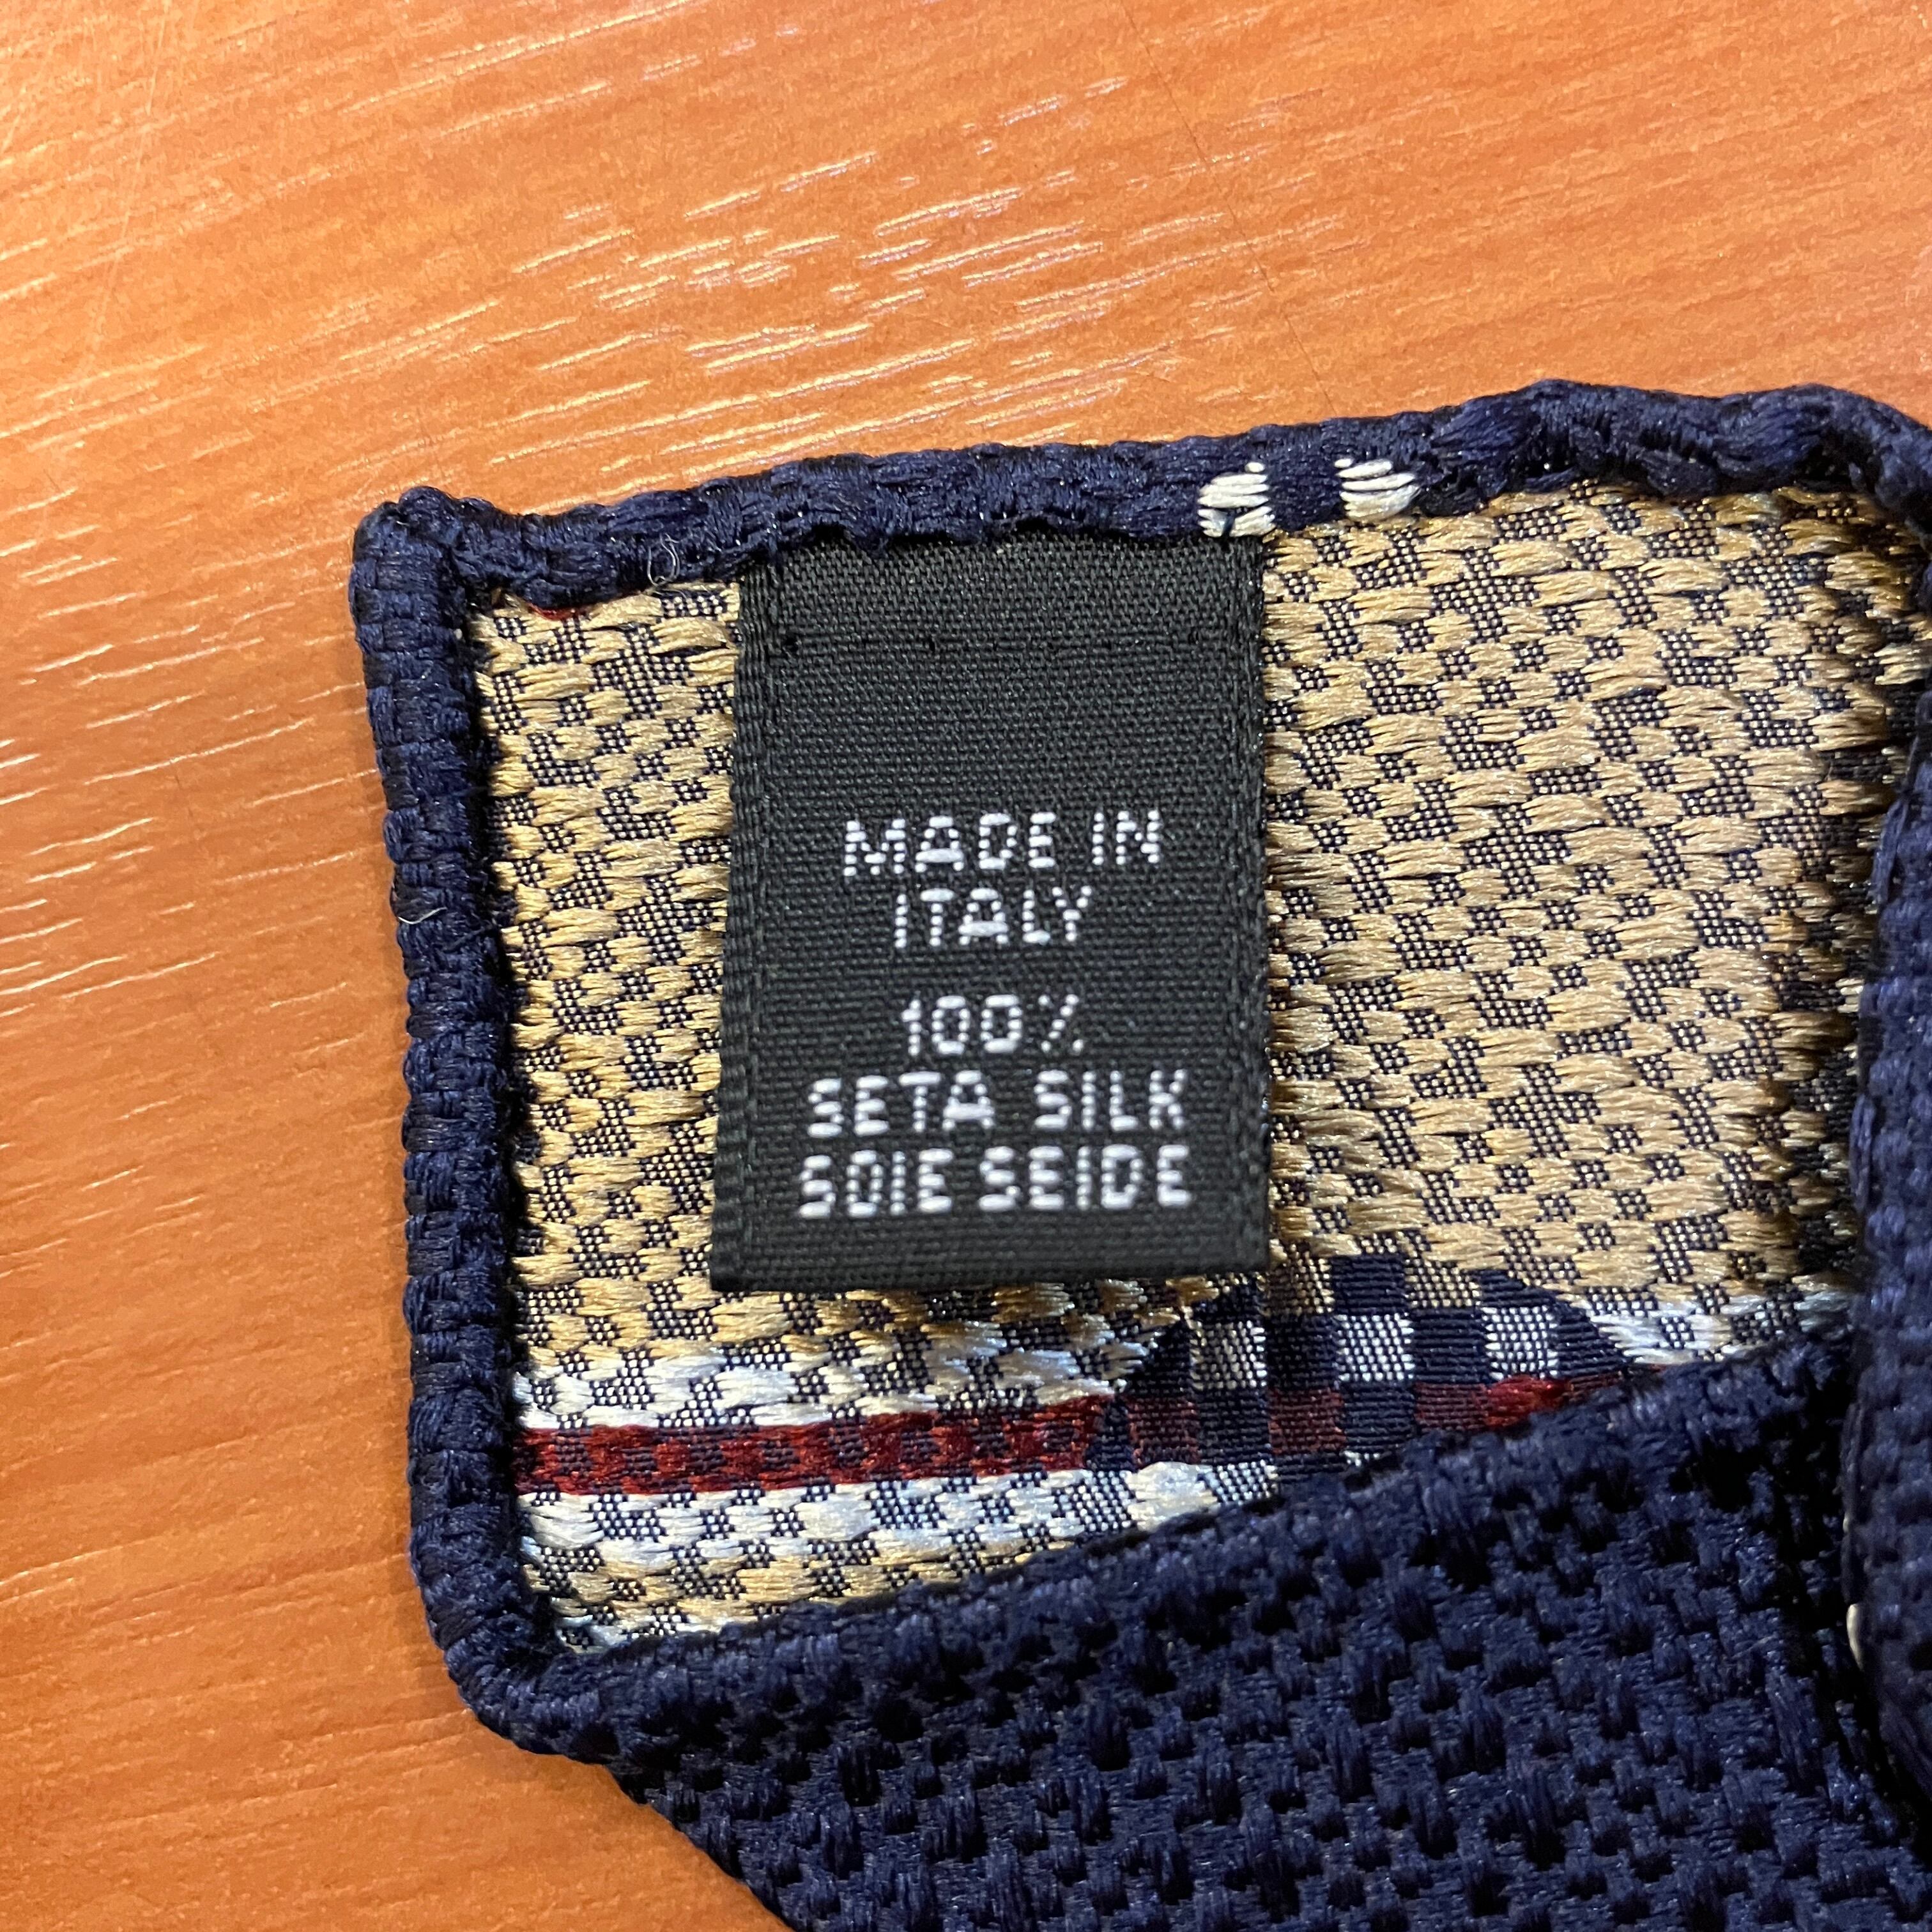 MADE IN
ITALY
100%
SETA SILK
SOIE SEIDE